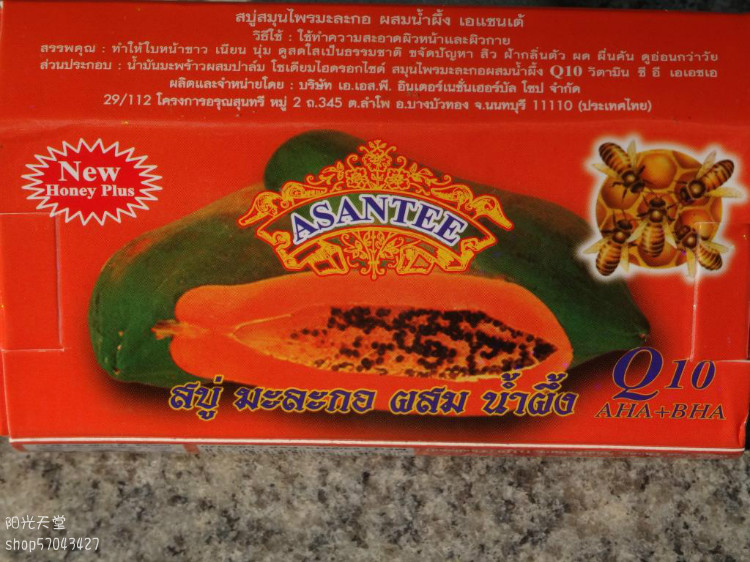 สบู่สมุนไพรมะละกอ ผสมน้ำผึ้ง เอแซนเต้
วิธีใช้ : ใช้ทำความสะอาดผิวหน้าและผิวกาย
สรรพคุณ : ทำให้ใบหน้าขาว เนียน นุ่ม ดูสดใสเป็นธรรมชาติ ขจัดปัญหา สิว ฝ้ากลิ่นตัว ผด ผื่นคัน ดูอ่อนกว่าวัย
ส่วนประกอบ : น้ำมันมะพร้าวผสมปาล์ม โซเดียมไฮดรอกไซด์ สมุนไพรมะละกอผสมน้ำผึ้ง Q10 วิตามิน ซี อี เอเอชเอ
ผลิตและจำหน่ายโดย : บริษัท เอ.เอส.พี. อินเตอร์เนชั่นเฮอร์บัล โซป จำกัด
29/112 โครงการอรุณสุนทรี หมู่ 2 ถ.345 ต.ลำโพ อ.บางบัวทอง จ.นนทบุรี 11110 (ประเทศไทย)
New
Honey Plus
ASANTEE
สบู่ มะละกอ ผสม น้ำผึ้ง
Q10
AHA+BHA
阳光天堂
shop57043427